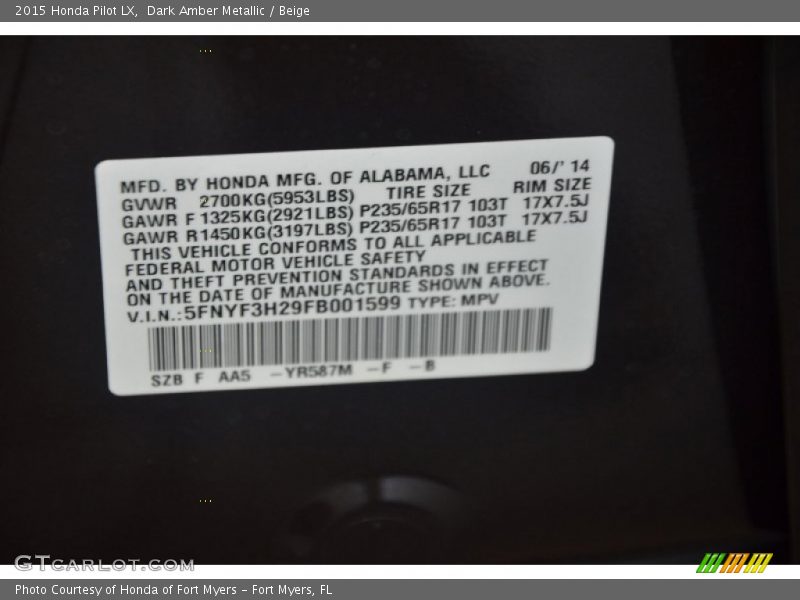 2015 Honda Pilot LX,  Dark Amber Metallic / Beige
MFD. BY HONDA MFG. OF ALABAMA, LLC 06/' 14
GVWR 2700KG(5953LBS) TIRE SIZE RIM SIZE
GAWR F 1325KG(2921LBS) P235/65R17 103T 17X7.5J
GAWR R1450KG(3197LBS) P235/65R17 103T 17X7.5J
THIS VEHICLE CONFORMS TO ALL APPLICABLE
FEDERAL MOTOR VEHICLE SAFETY
AND THEFT PREVENTION STANDARDS IN EFFECT
ON THE DATE OF MANUFACTURE SHOWN ABOVE.
V.I.N.:5FNYF3H29FB001599 TYPE: MPV
SZB F AA5 -YR587M -F -B
GTCARLOT.COM
Photo Courtesy of Honda of Fort Myers - Fort Myers, FL